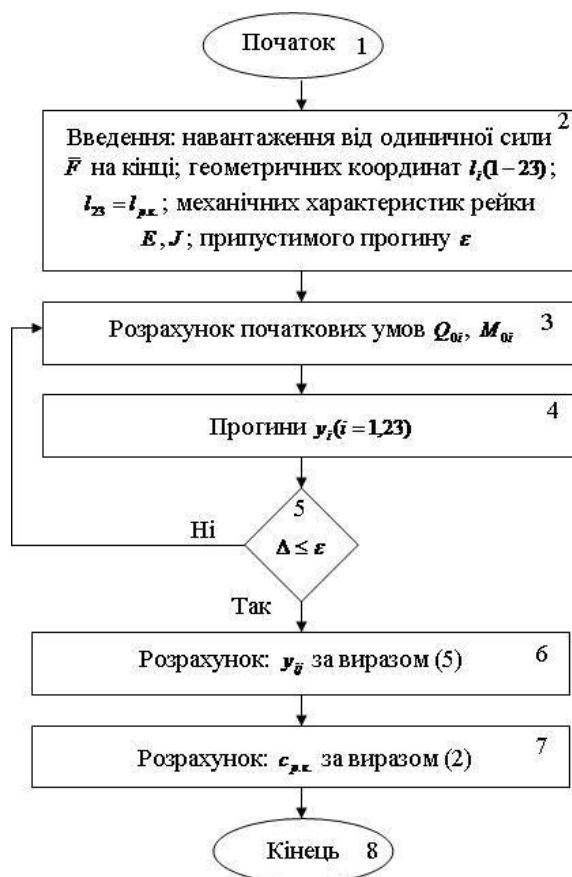 Початок 1
2
Введення: навантаження від одиничної сили
F̅ на кінці; геометричних координат l_i(1−23);
l₂₃ = l_р.к.; механічних характеристик рейки
E, J; припустимого прогину ε
Розрахунок початкових умов Q_0i, M_0i 3
4
Прогини y_i(i = 1,23)
5
Ні
Δ ≤ ε
Так
Розрахунок: y_ij за виразом (5) 6
7
Розрахунок: c_р.к. за виразом (2)
Кінець 8